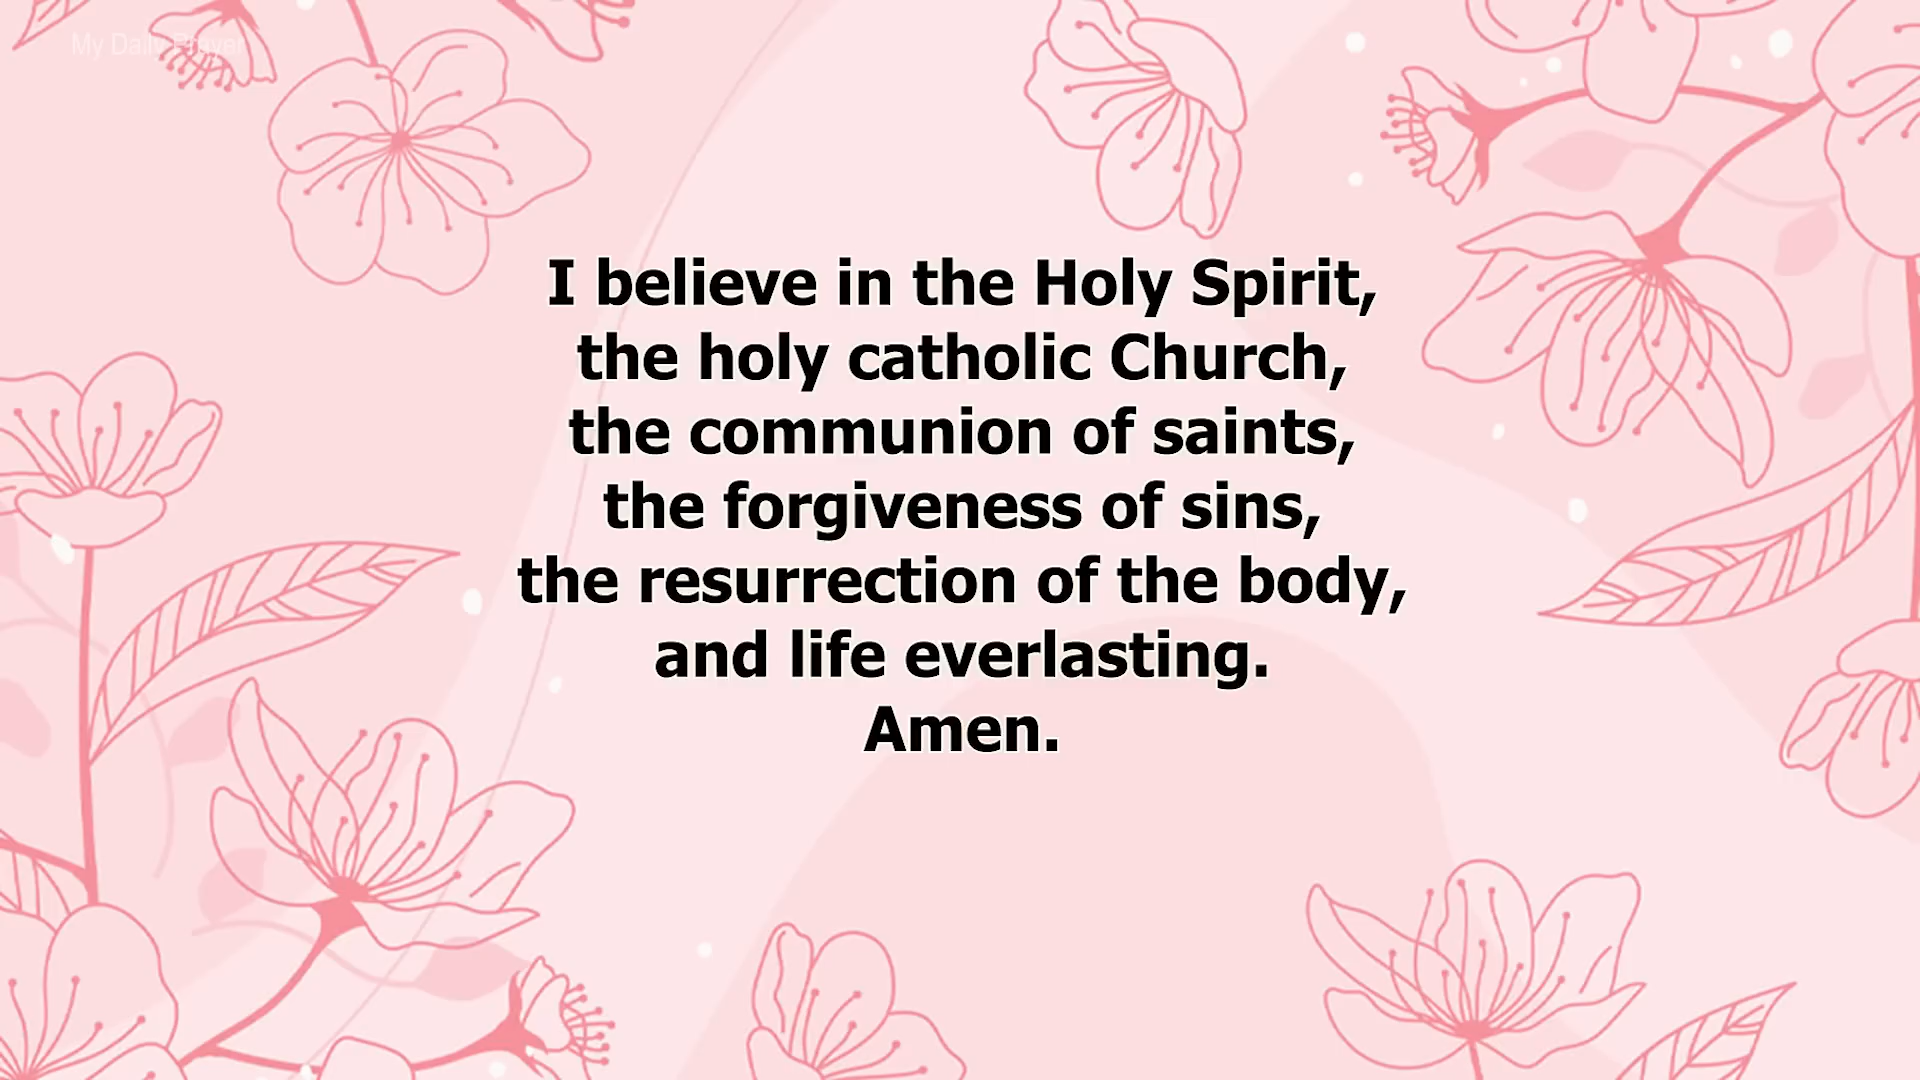 My Daily Prayer
I believe in the Holy Spirit,
the holy catholic Church,
the communion of saints,
the forgiveness of sins,
the resurrection of the body,
and life everlasting.
Amen.